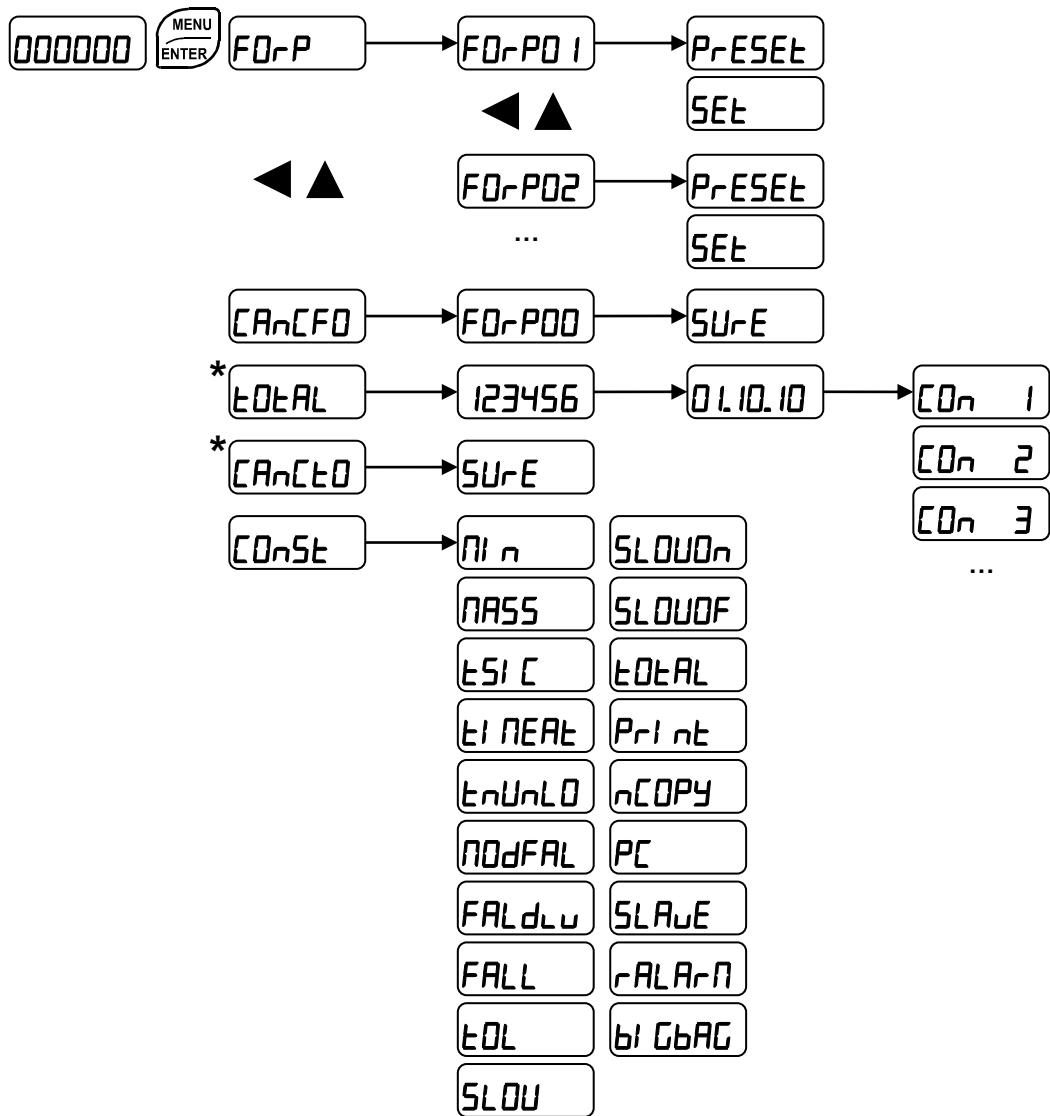 000000 MENU ENTER FOrP FOrP01 PrESEt
SEt
FOrP02 PrESEt
... SEt
CAnCFO FOrP00 SUrE
* tOtAL 123456 01.10.10 COn 1
* CAnCtO SUrE COn 2
COn 3
COnSt MIn SLOUOn ...
MASS SLOUOF
tSIC tOtAL
tIMEAt PrInt
tnUnLO nCOPY
MOdFAL PC
FALdiu SLAuE
FALL rALArM
tOL bIGbAG
SLOU